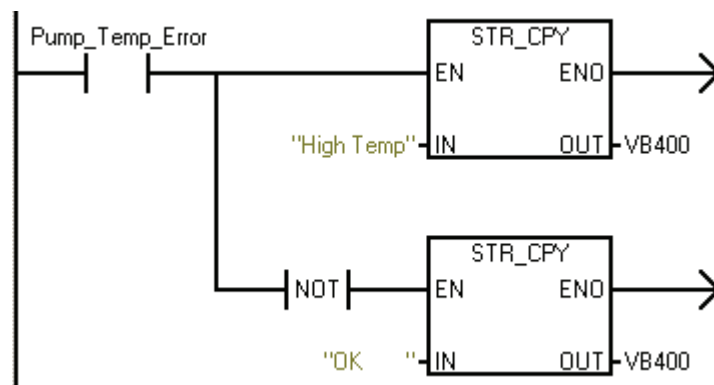 Pump_Temp_Error
STR_CPY
EN ENO
"High Temp" IN OUT VB400
STR_CPY
NOT EN ENO
"OK      " IN OUT VB400